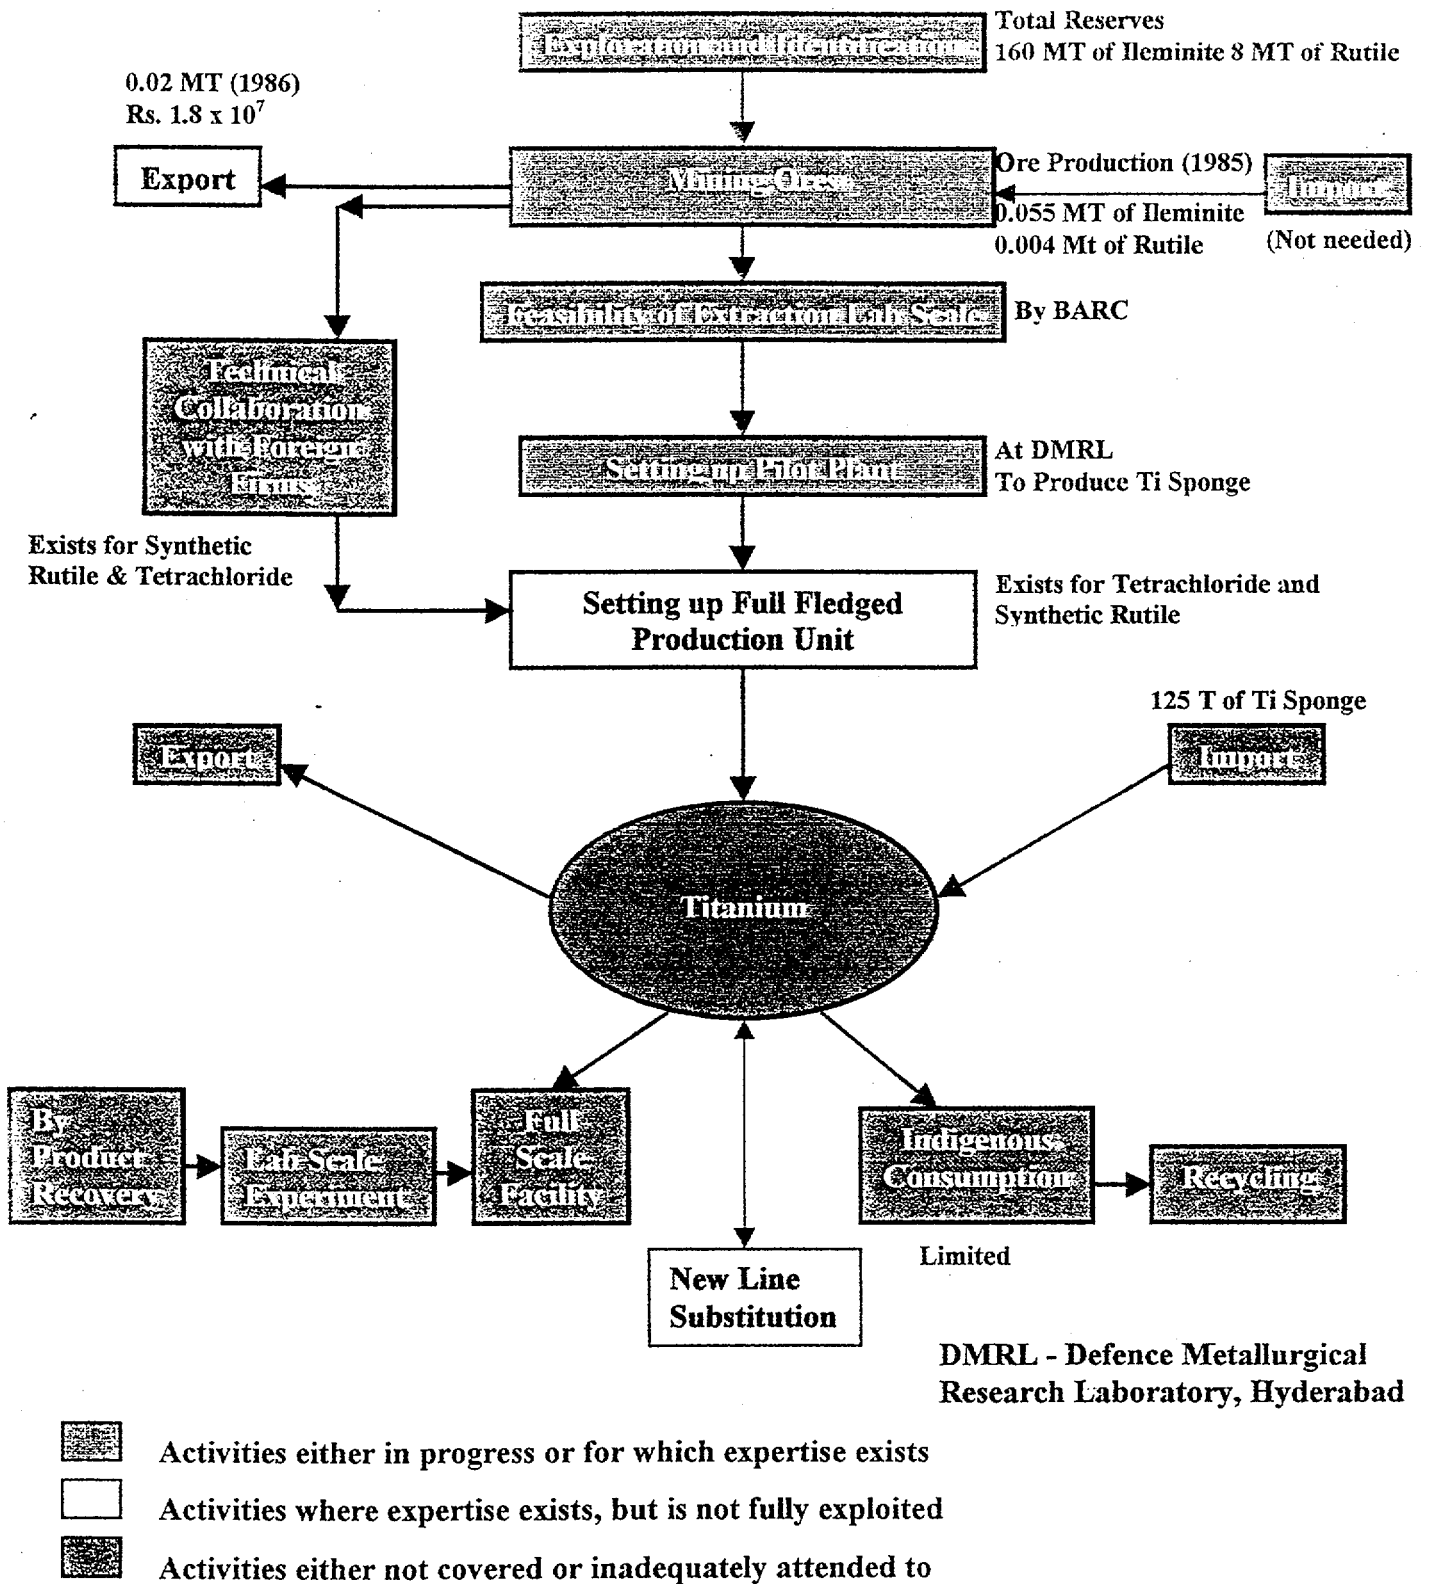 Exploration and Identifications
Total Reserves
160 MT of Ileminite 8 MT of Rutile
0.02 MT (1986)
Rs. 1.8 x 10⁷
Export
Mining Ores
Ore Production (1985)
0.055 MT of Ileminite
0.004 Mt of Rutile
Import
(Not needed)
Feasibility of Extraction Lab Scale
By BARC
Technical
Collaboration
with Foreign
Firms
Setting up Pilot Plant
At DMRL
To Produce Ti Sponge
Exists for Synthetic
Rutile & Tetrachloride
Setting up Full Fledged
Production Unit
Exists for Tetrachloride and
Synthetic Rutile
125 T of Ti Sponge
Export
Import
Titanium
By
Product
Recovery
Lab Scale
Experiment
Full
Scale
Facility
Indigenous
Consumption
Recycling
Limited
New Line
Substitution
DMRL - Defence Metallurgical
Research Laboratory, Hyderabad
Activities either in progress or for which expertise exists
Activities where expertise exists, but is not fully exploited
Activities either not covered or inadequately attended to